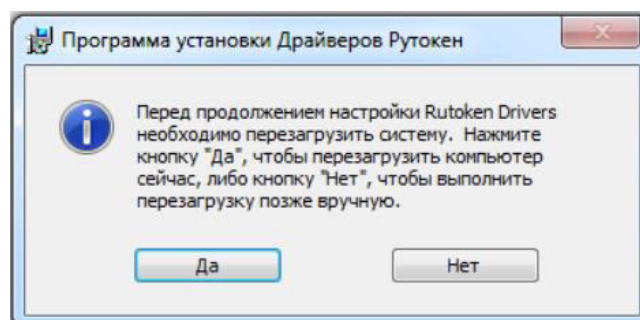 Программа установки Драйверов Рутокен
Перед продолжением настройки Rutoken Drivers
необходимо перезагрузить систему. Нажмите
кнопку "Да", чтобы перезагрузить компьютер
сейчас, либо кнопку "Нет", чтобы выполнить
перезагрузку позже вручную.
Да
Нет